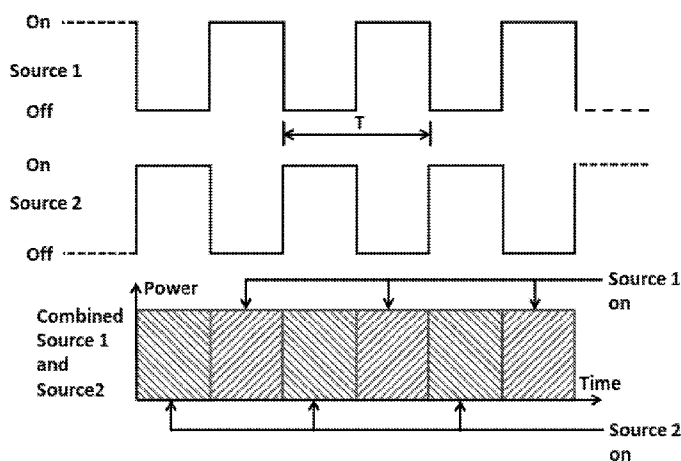 On
Source 1
Off
T
On
Source 2
Off
Power
Source 1
on
Combined
Source 1
and
Source2
Time
Source 2
on